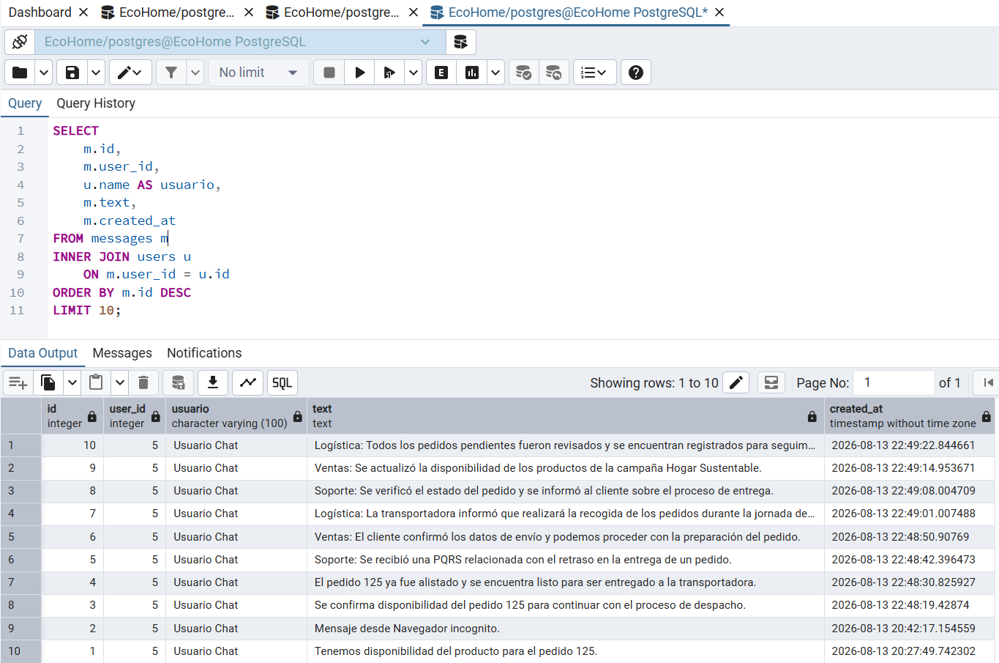 Dashboard EcoHome/postgre... EcoHome/postgre... EcoHome/postgres@EcoHome PostgreSQL*
EcoHome/postgres@EcoHome PostgreSQL
No limit
Query Query History
1 SELECT
2 m.id,
3 m.user_id,
4 u.name AS usuario,
5 m.text,
6 m.created_at
7 FROM messages m
8 INNER JOIN users u
9 ON m.user_id = u.id
10 ORDER BY m.id DESC
11 LIMIT 10;
Data Output Messages Notifications
SQL Showing rows: 1 to 10 Page No: 1 of 1
id user_id usuario text created_at
integer integer character varying (100) text timestamp without time zone
1 10 5 Usuario Chat Logística: Todos los pedidos pendientes fueron revisados y se encuentran registrados para seguim... 2026-08-13 22:49:22.844661
2 9 5 Usuario Chat Ventas: Se actualizó la disponibilidad de los productos de la campaña Hogar Sustentable. 2026-08-13 22:49:14.953671
3 8 5 Usuario Chat Soporte: Se verificó el estado del pedido y se informó al cliente sobre el proceso de entrega. 2026-08-13 22:49:08.004709
4 7 5 Usuario Chat Logística: La transportadora informó que realizará la recogida de los pedidos durante la jornada de... 2026-08-13 22:49:01.007488
5 6 5 Usuario Chat Ventas: El cliente confirmó los datos de envío y podemos proceder con la preparación del pedido. 2026-08-13 22:48:50.90769
6 5 5 Usuario Chat Soporte: Se recibió una PQRS relacionada con el retraso en la entrega de un pedido. 2026-08-13 22:48:42.396473
7 4 5 Usuario Chat El pedido 125 ya fue alistado y se encuentra listo para ser entregado a la transportadora. 2026-08-13 22:48:30.825927
8 3 5 Usuario Chat Se confirma disponibilidad del pedido 125 para continuar con el proceso de despacho. 2026-08-13 22:48:19.42874
9 2 5 Usuario Chat Mensaje desde Navegador incognito. 2026-08-13 20:42:17.154559
10 1 5 Usuario Chat Tenemos disponibilidad del producto para el pedido 125. 2026-08-13 20:27:49.742302